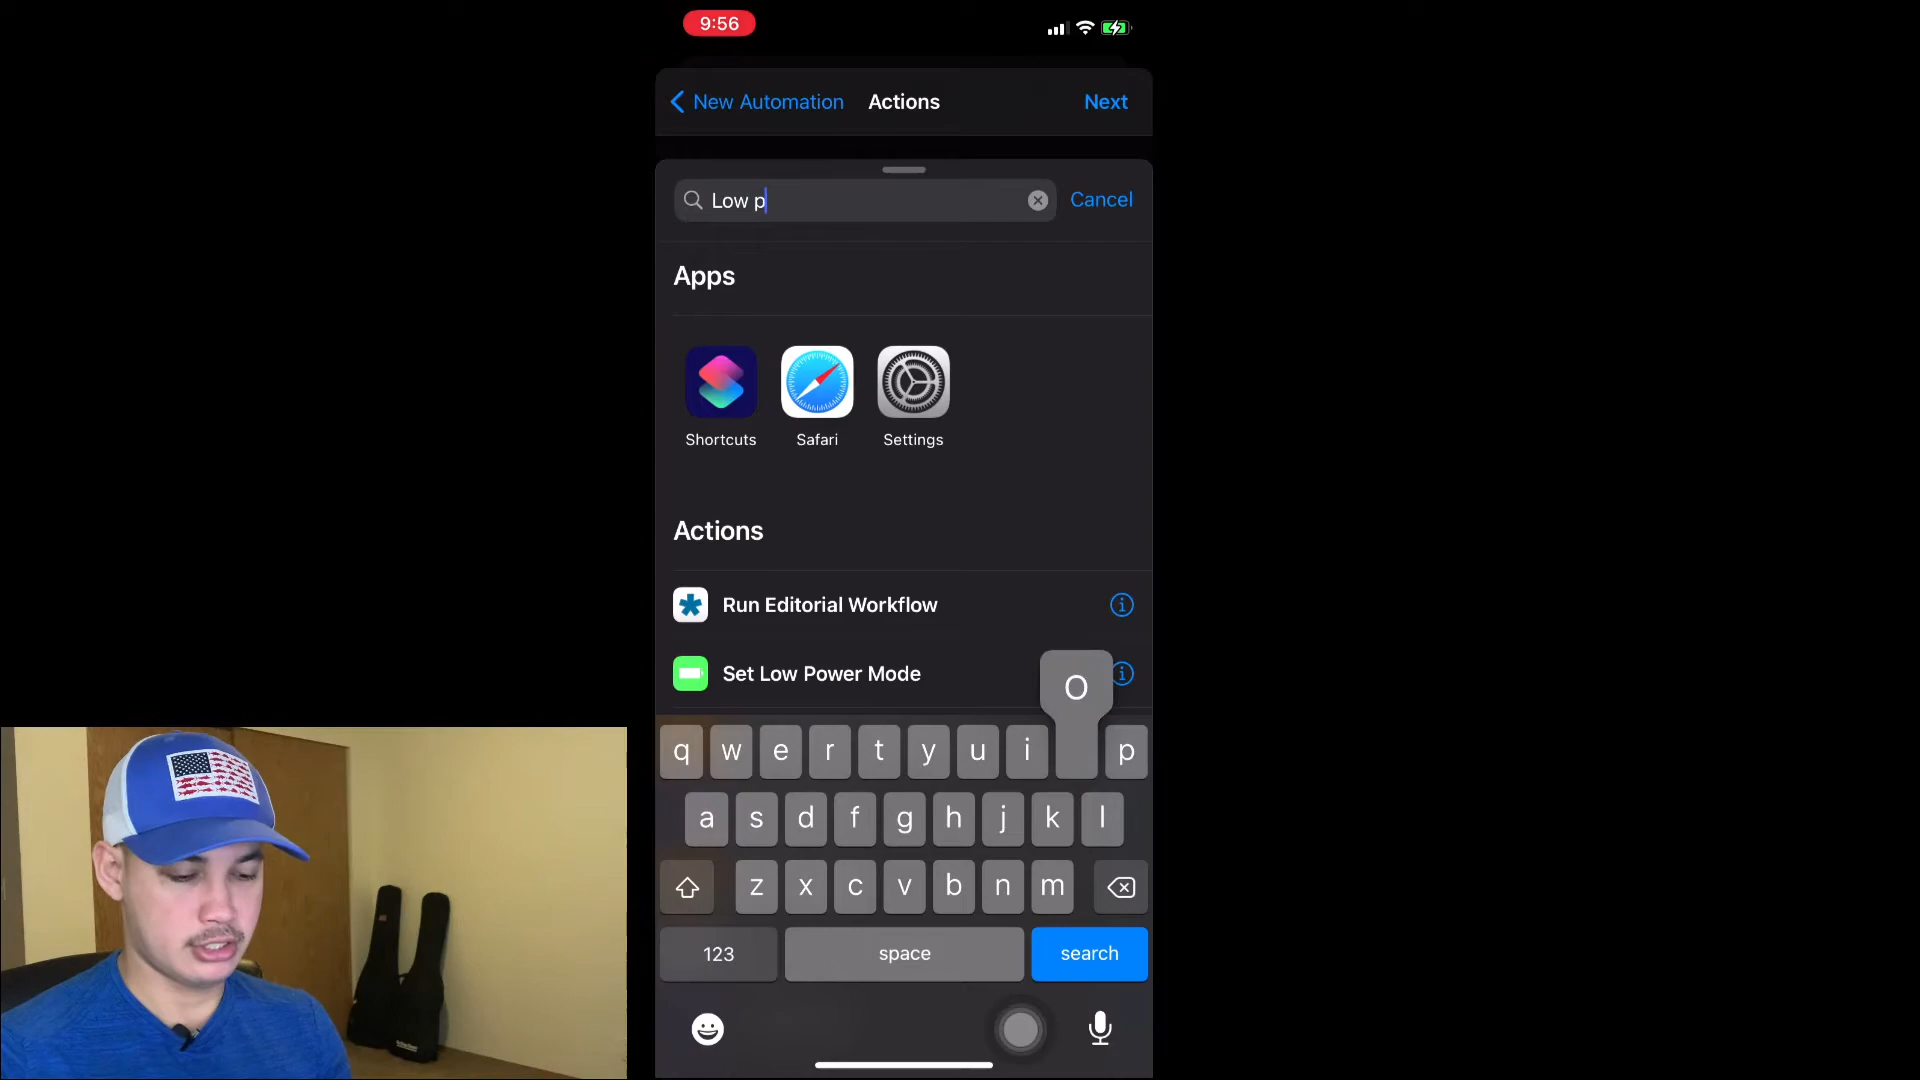 9:56
New Automation Actions Next
Low p Cancel
Apps
Shortcuts Safari Settings
Actions
Run Editorial Workflow
Set Low Power Mode
o
q w e r t y u i p
a s d f g h j k l
z x c v b n m
123 space search